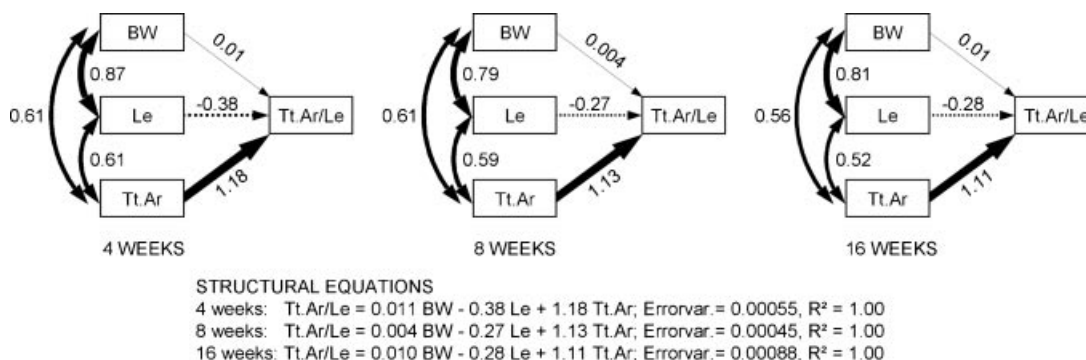 BW
0.01
0.87
0.61
Le
-0.38
Tt.Ar/Le
0.61
1.18
Tt.Ar
4 WEEKS
BW
0.004
0.79
0.61
Le
-0.27
Tt.Ar/Le
0.59
1.13
Tt.Ar
8 WEEKS
BW
0.01
0.81
0.56
Le
-0.28
Tt.Ar/Le
0.52
1.11
Tt.Ar
16 WEEKS
STRUCTURAL EQUATIONS
4 weeks: Tt.Ar/Le = 0.011 BW - 0.38 Le + 1.18 Tt.Ar; Errorvar.= 0.00055, R² = 1.00
8 weeks: Tt.Ar/Le = 0.004 BW - 0.27 Le + 1.13 Tt.Ar; Errorvar.= 0.00045, R² = 1.00
16 weeks: Tt.Ar/Le = 0.010 BW - 0.28 Le + 1.11 Tt.Ar; Errorvar.= 0.00088, R² = 1.00